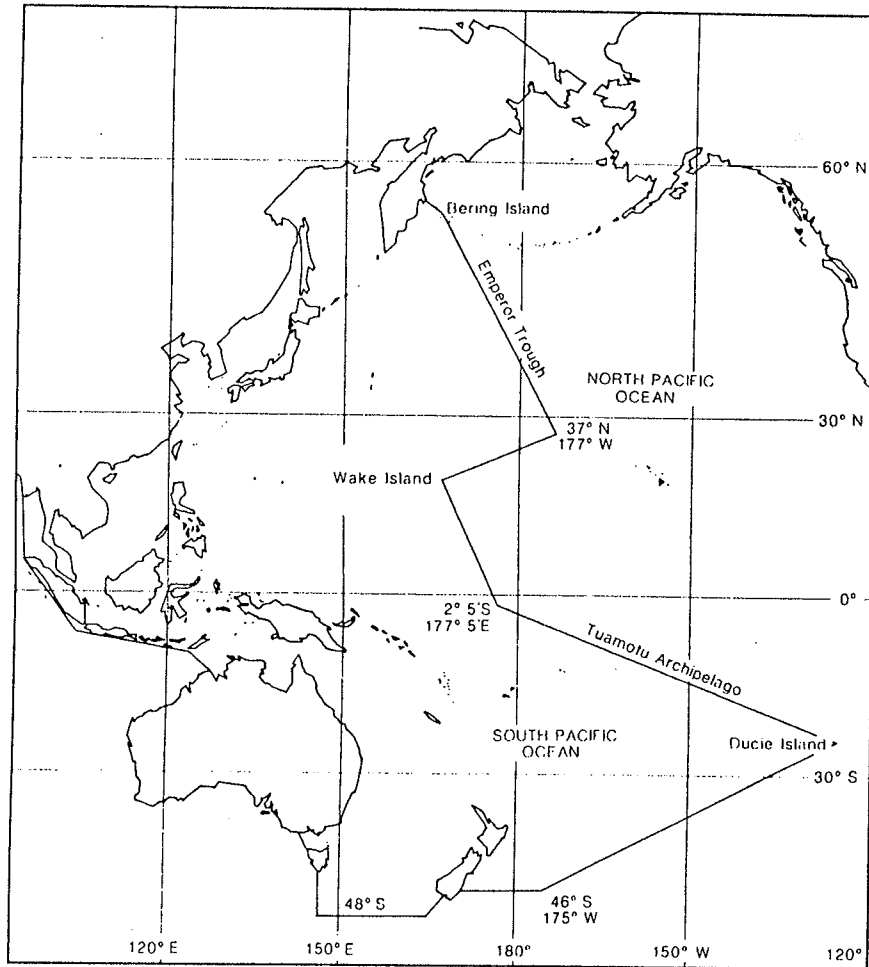 60° N
Bering Island
Emperor Trough
NORTH PACIFIC
OCEAN
30° N
37° N
177° W
Wake Island
0°
2° 5'S
177° 5'E
Tuamotu Archipelago
SOUTH PACIFIC
OCEAN
Ducie Island
30° S
48° S
46° S
175° W
120° E
150° E
180°
150° W
120°